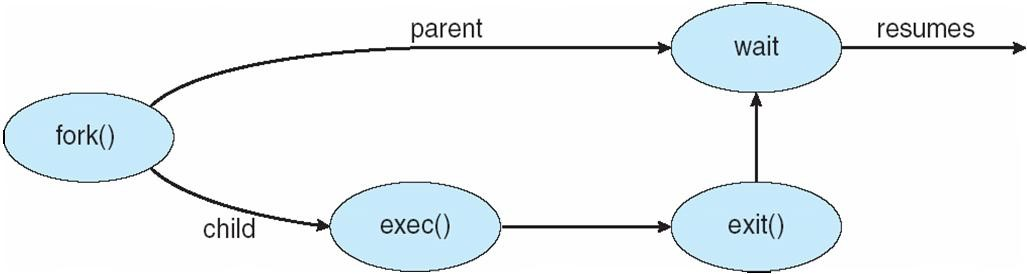 parent
wait
resumes
fork()
child
exec()
exit()